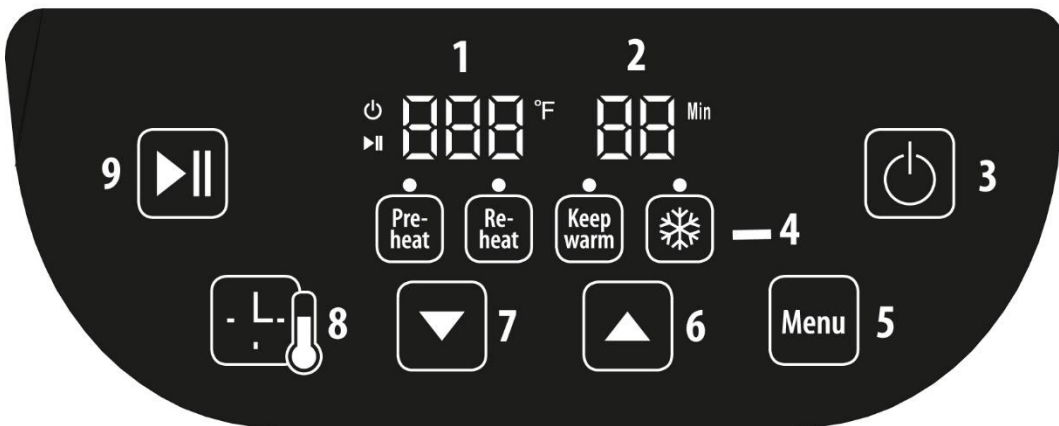 1
2
888 °F
88 Min
9
3
Pre-
heat
Re-
heat
Keep
warm
4
8
7
6
Menu
5